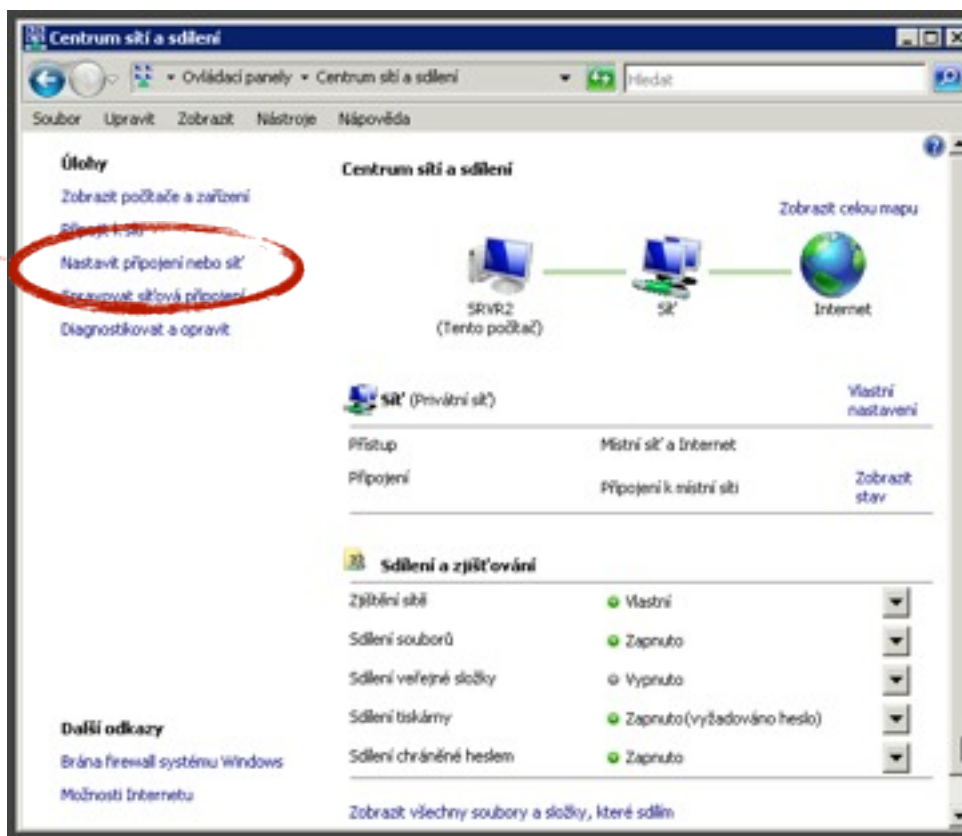 Centrum sítí a sdílení
Ovládací panely
Centrum sítí a sdílení
Hledat
Soubor Upravit Zobrazit Nástroje Nápověda
Úlohy
Zobrazit počítače a zařízení
Připojit k síti
Nastavit připojení nebo síť
Spravovat síťová připojení
Diagnostikovat a opravit
Další odkazy
Brána firewall systému Windows
Možnosti Internetu
Centrum sítí a sdílení
Zobrazit celou mapu
SRVR2
(Tento počítač)
Síť
Internet
Síť (Privátní síť)
Vlastní
nastavení
Přístup Místní síť a Internet
Připojení Připojení k místní síti
Zobrazit
stav
Sdílení a zjišťování
Zjištění sítě Vlastní
Sdílení souborů Zapnuto
Sdílení veřejné složky Vypnuto
Sdílení tiskárny Zapnuto(vyžadováno heslo)
Sdílení chráněné heslem Zapnuto
Zobrazit všechny soubory a složky, které sdílím